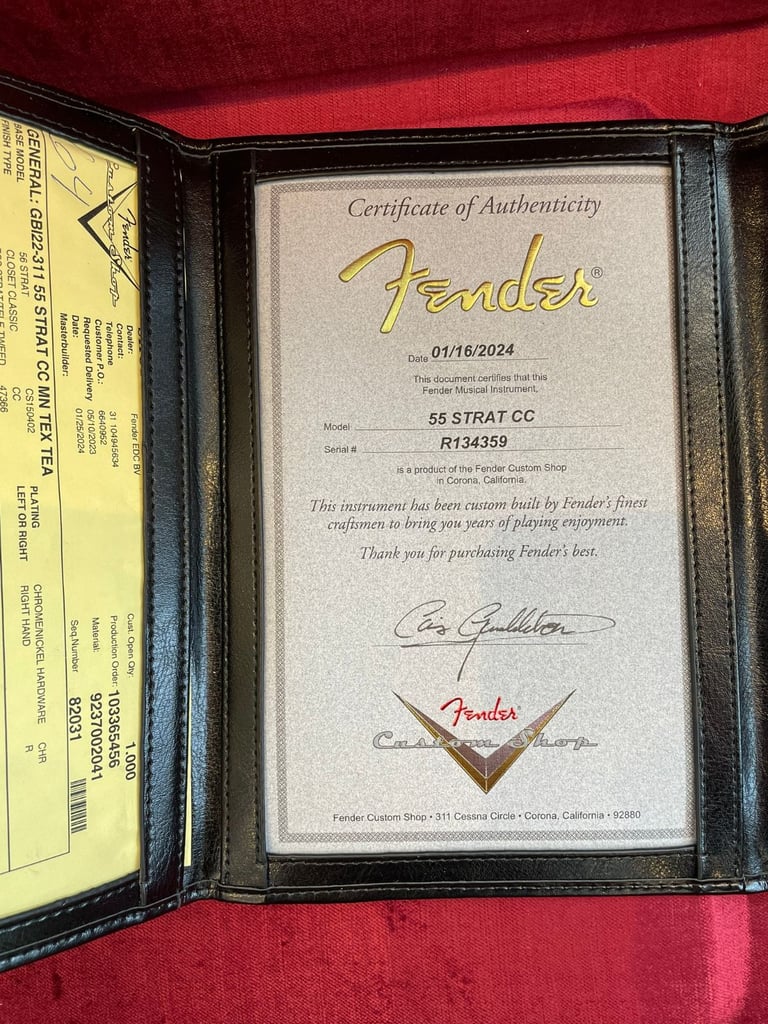 Certificate of Authenticity
Fender®
Date 01/16/2024
This document certifies that this
Fender Musical Instrument,
Model 55 STRAT CC
Serial # R134359
is a product of the Fender Custom Shop
in Corona, California.
This instrument has been custom built by Fender's finest
craftsmen to bring you years of playing enjoyment.
Thank you for purchasing Fender's best.
Fender®
Custom Shop
Fender Custom Shop • 311 Cessna Circle • Corona, California • 92880
Fender
Custom Shop
Dealer: Fender EDC BV
Contact:
Telephone 31 104945634
Customer P.O.: 6640952
Requested Delivery 05/10/2023
Date: 01/25/2024
Masterbuilder:
Cust. Open Qty. 1.000
Production Order: 103365456
Material: 9237002041
Seq.Number 82031
GENERAL: GBI22-311 55 STRAT CC MN TEX TEA
BASE MODEL 56 STRAT CS150402 PLATING CHROME/NICKEL HARDWARE CHR
FINISH TYPE CLOSET CLASSIC CC LEFT OR RIGHT RIGHT HAND R
47366